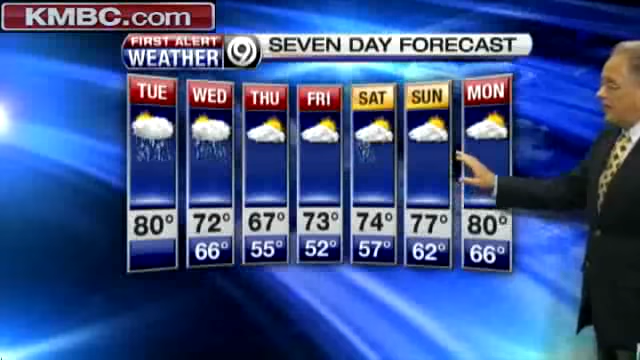 KMBC.com
FIRST ALERT
WEATHER 9 SEVEN DAY FORECAST
TUE WED THU FRI SAT SUN MON
80° 72° 67° 73° 74° 77° 80°
66° 55° 52° 57° 62° 66°